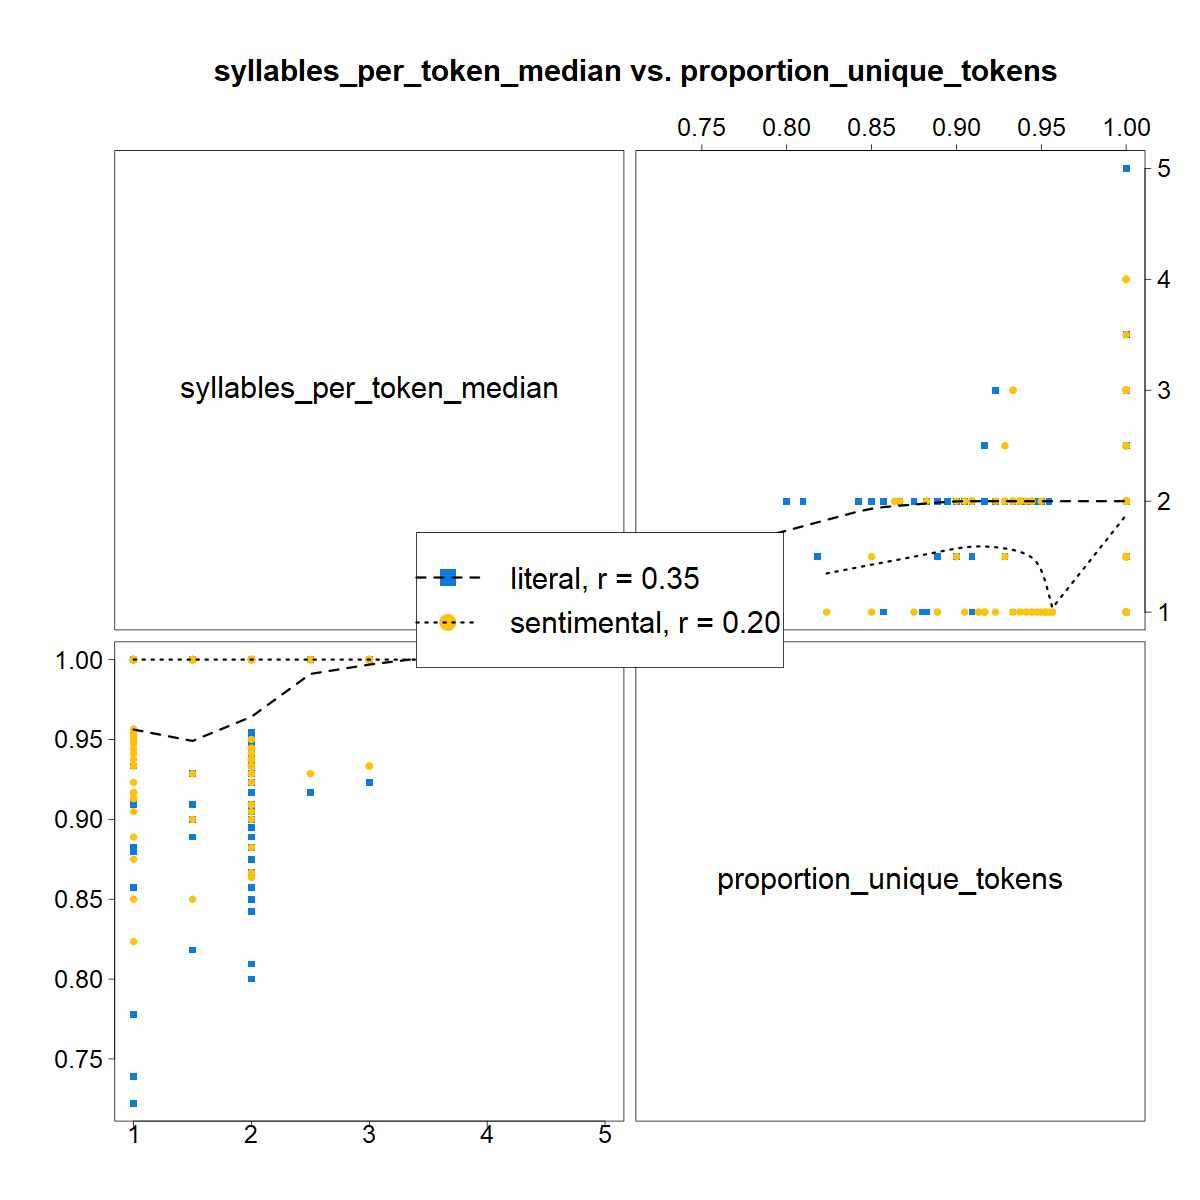 syllables_per_token_median vs. proportion_unique_tokens
0.75 0.80 0.85 0.90 0.95 1.00
5
4
syllables_per_token_median
3
2
literal, r = 0.35
sentimental, r = 0.20
1
1.00
0.95
0.90
proportion_unique_tokens
0.85
0.80
0.75
1 2 3 4 5